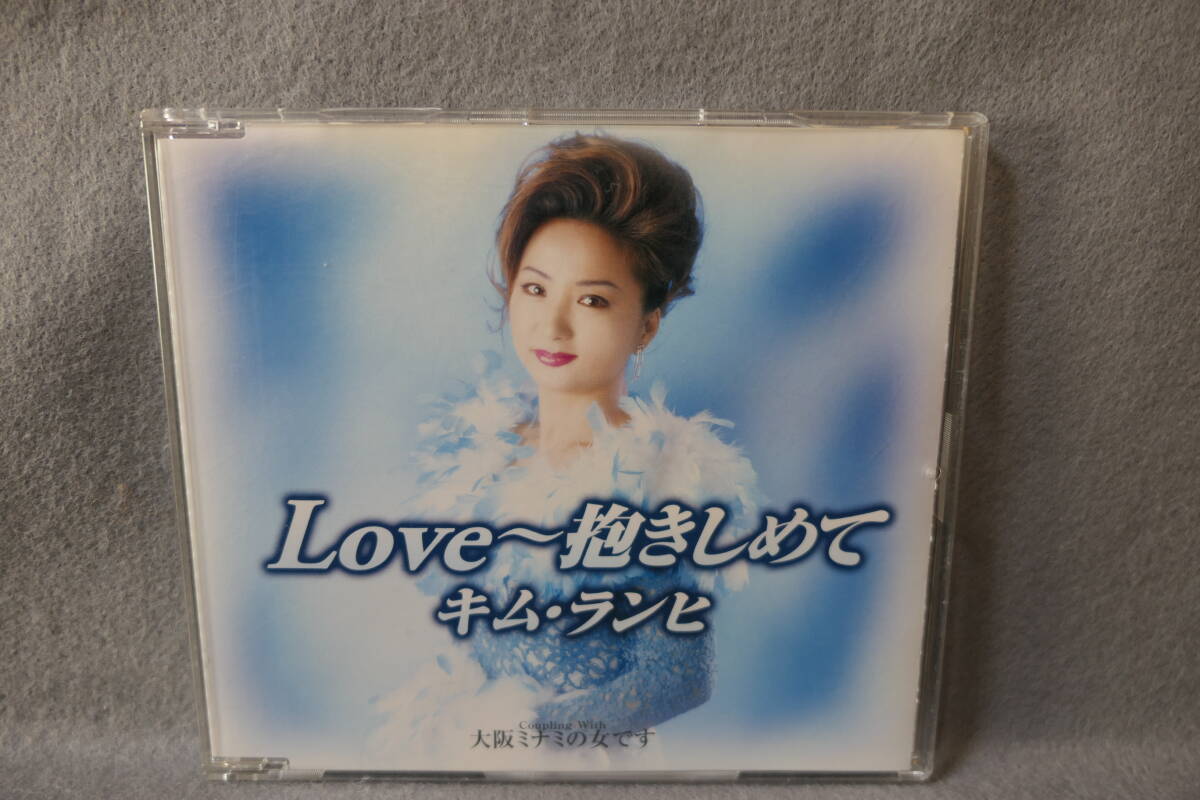 Love～抱きしめて
キム・ランヒ
Coupling With
大阪ミナミの女です